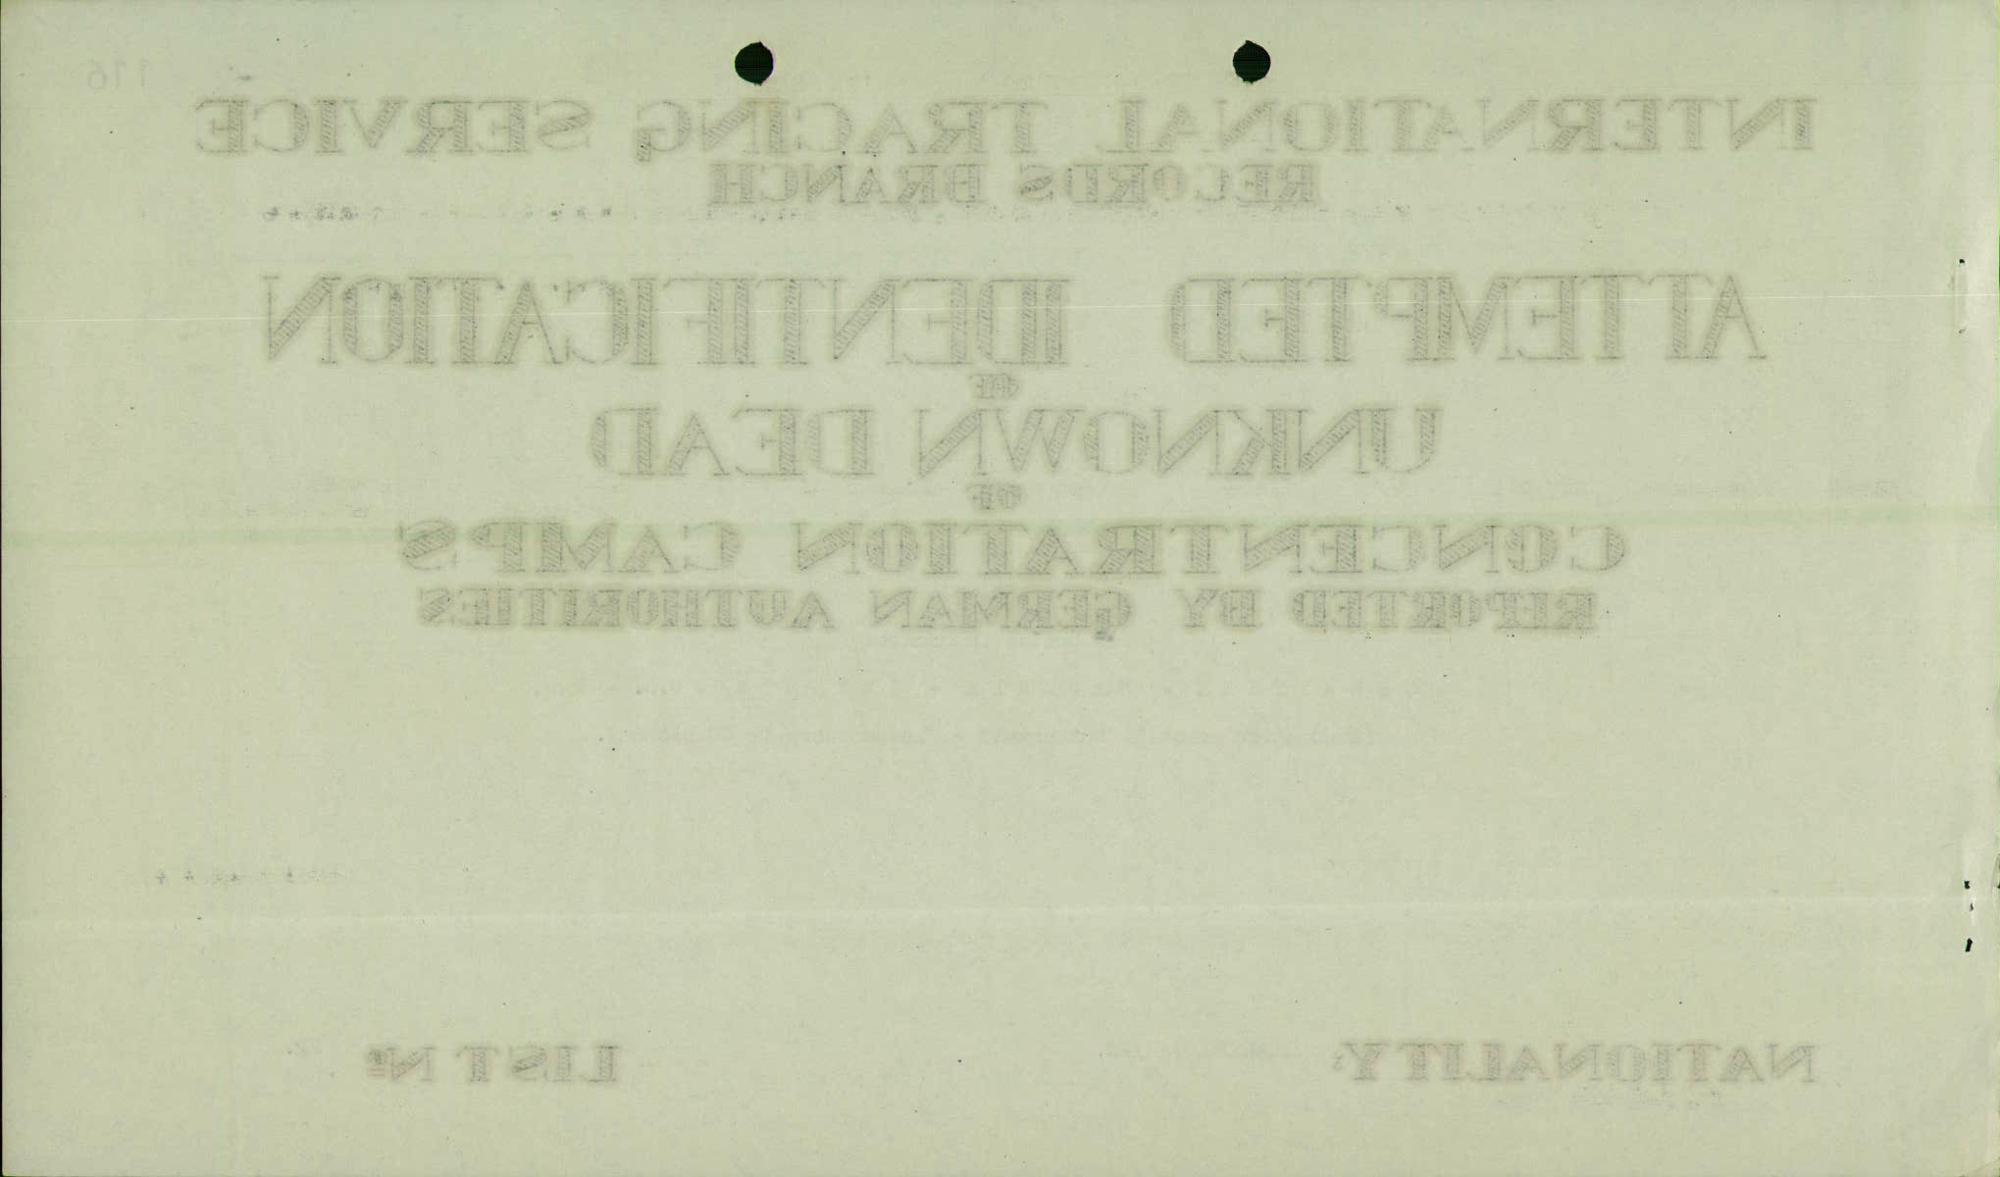 116
INTERNATIONAL TRACING SERVICE
RECORDS BRANCH
ATTEMPTED IDENTIFICATION
OF
UNKNOWN DEAD
OF
CONCENTRATION CAMPS
REPORTED BY GERMAN AUTHORITIES
NATIONALITY: LIST Nº